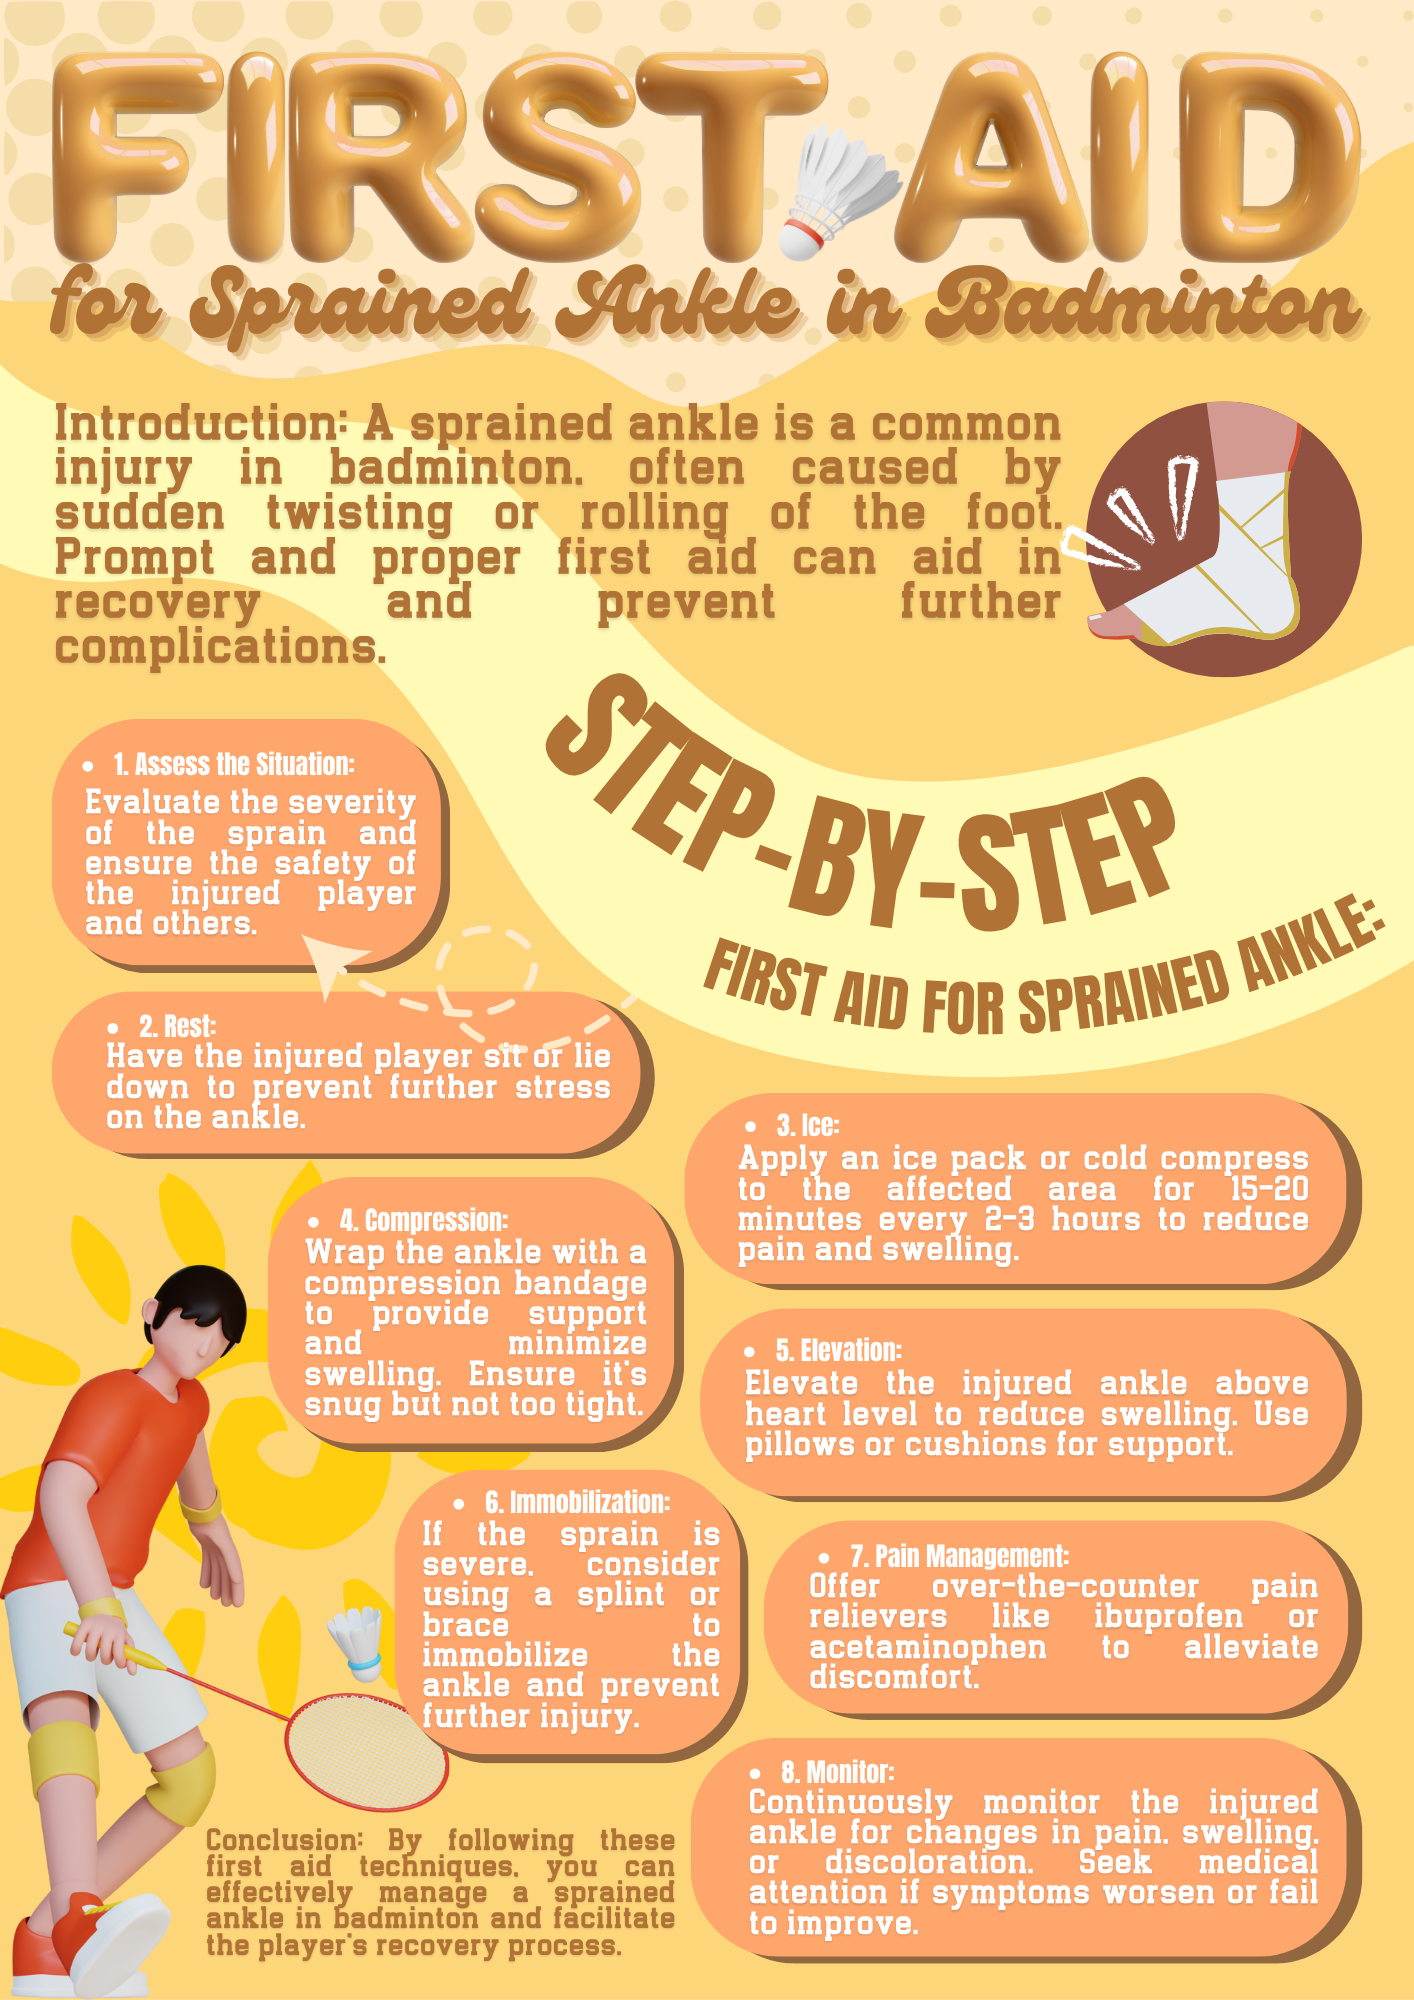 FIRST AID
for Sprained Ankle in Badminton
Introduction: A sprained ankle is a common
injury in badminton, often caused by
sudden twisting or rolling of the foot.
Prompt and proper first aid can aid in
recovery and prevent further
complications.
STEP-BY-STEP
FIRST AID FOR SPRAINED ANKLE:
• 1. Assess the Situation:
Evaluate the severity
of the sprain and
ensure the safety of
the injured player
and others.
• 2. Rest:
Have the injured player sit or lie
down to prevent further stress
on the ankle.
• 3. Ice:
Apply an ice pack or cold compress
to the affected area for 15-20
minutes every 2-3 hours to reduce
pain and swelling.
• 4. Compression:
Wrap the ankle with a
compression bandage
to provide support
and minimize
swelling. Ensure it's
snug but not too tight.
• 5. Elevation:
Elevate the injured ankle above
heart level to reduce swelling. Use
pillows or cushions for support.
• 6. Immobilization:
If the sprain is
severe, consider
using a splint or
brace to
immobilize the
ankle and prevent
further injury.
• 7. Pain Management:
Offer over-the-counter pain
relievers like ibuprofen or
acetaminophen to alleviate
discomfort.
• 8. Monitor:
Continuously monitor the injured
ankle for changes in pain, swelling,
or discoloration. Seek medical
attention if symptoms worsen or fail
to improve.
Conclusion: By following these
first aid techniques, you can
effectively manage a sprained
ankle in badminton and facilitate
the player's recovery process.